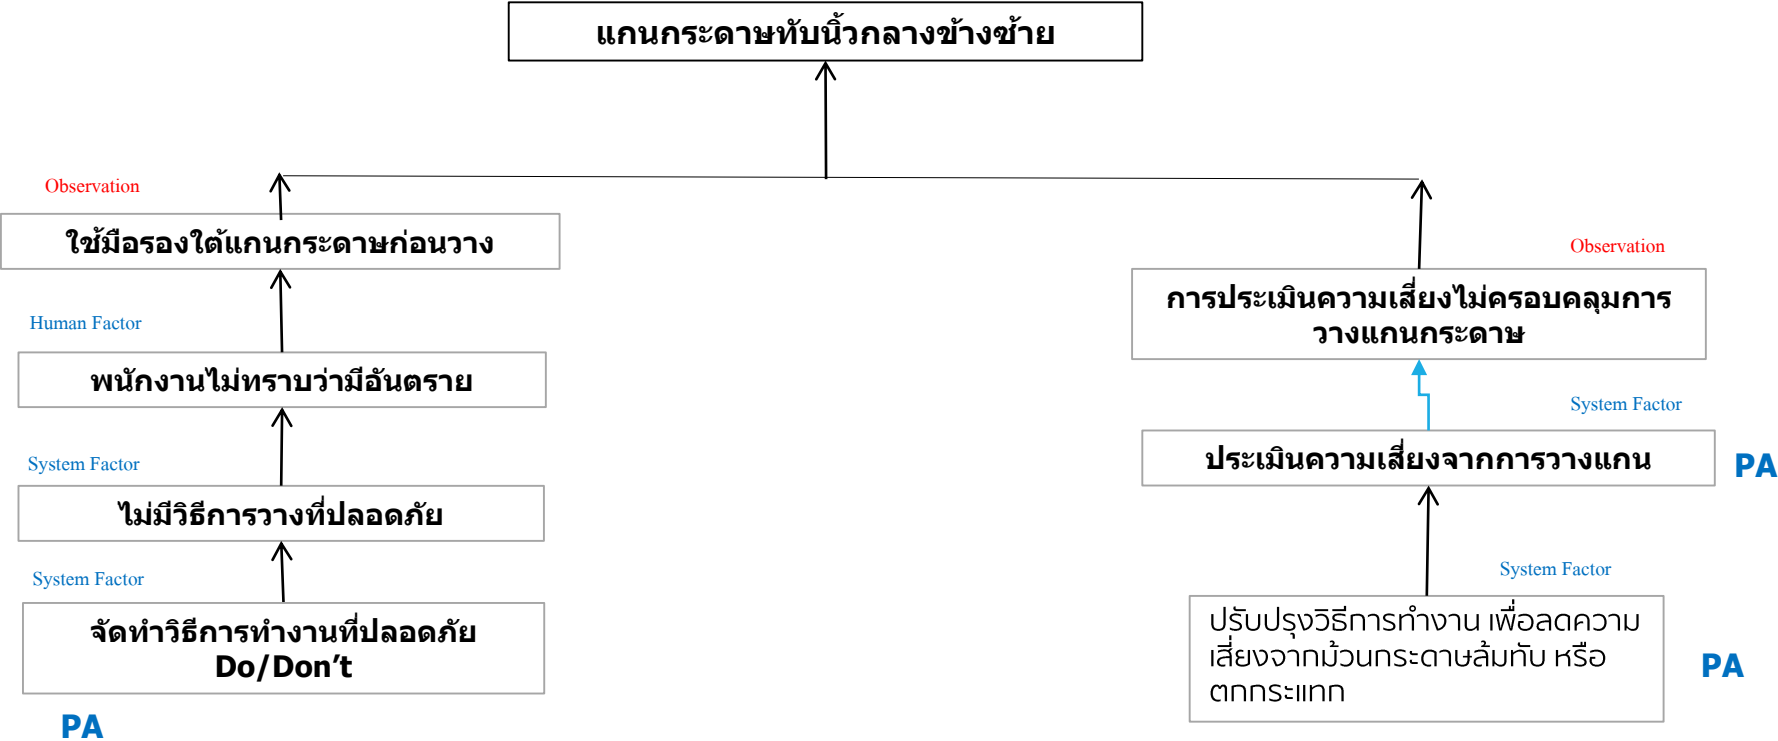 แกนกระดาษทับนิ้วกลางข้างซ้าย
Observation
ใช้มือรองใต้แกนกระดาษก่อนวาง
Human Factor
พนักงานไม่ทราบว่ามีอันตราย
System Factor
ไม่มีวิธีการวางที่ปลอดภัย
System Factor
จัดทำวิธีการทำงานที่ปลอดภัย
Do/Don’t
PA
Observation
การประเมินความเสี่ยงไม่ครอบคลุมการ
วางแกนกระดาษ
System Factor
ประเมินความเสี่ยงจากการวางแกน
PA
System Factor
ปรับปรุงวิธีการทำงาน เพื่อลดความ
เสี่ยงจากม้วนกระดาษล้มทับ หรือ
ตกกระแทก
PA